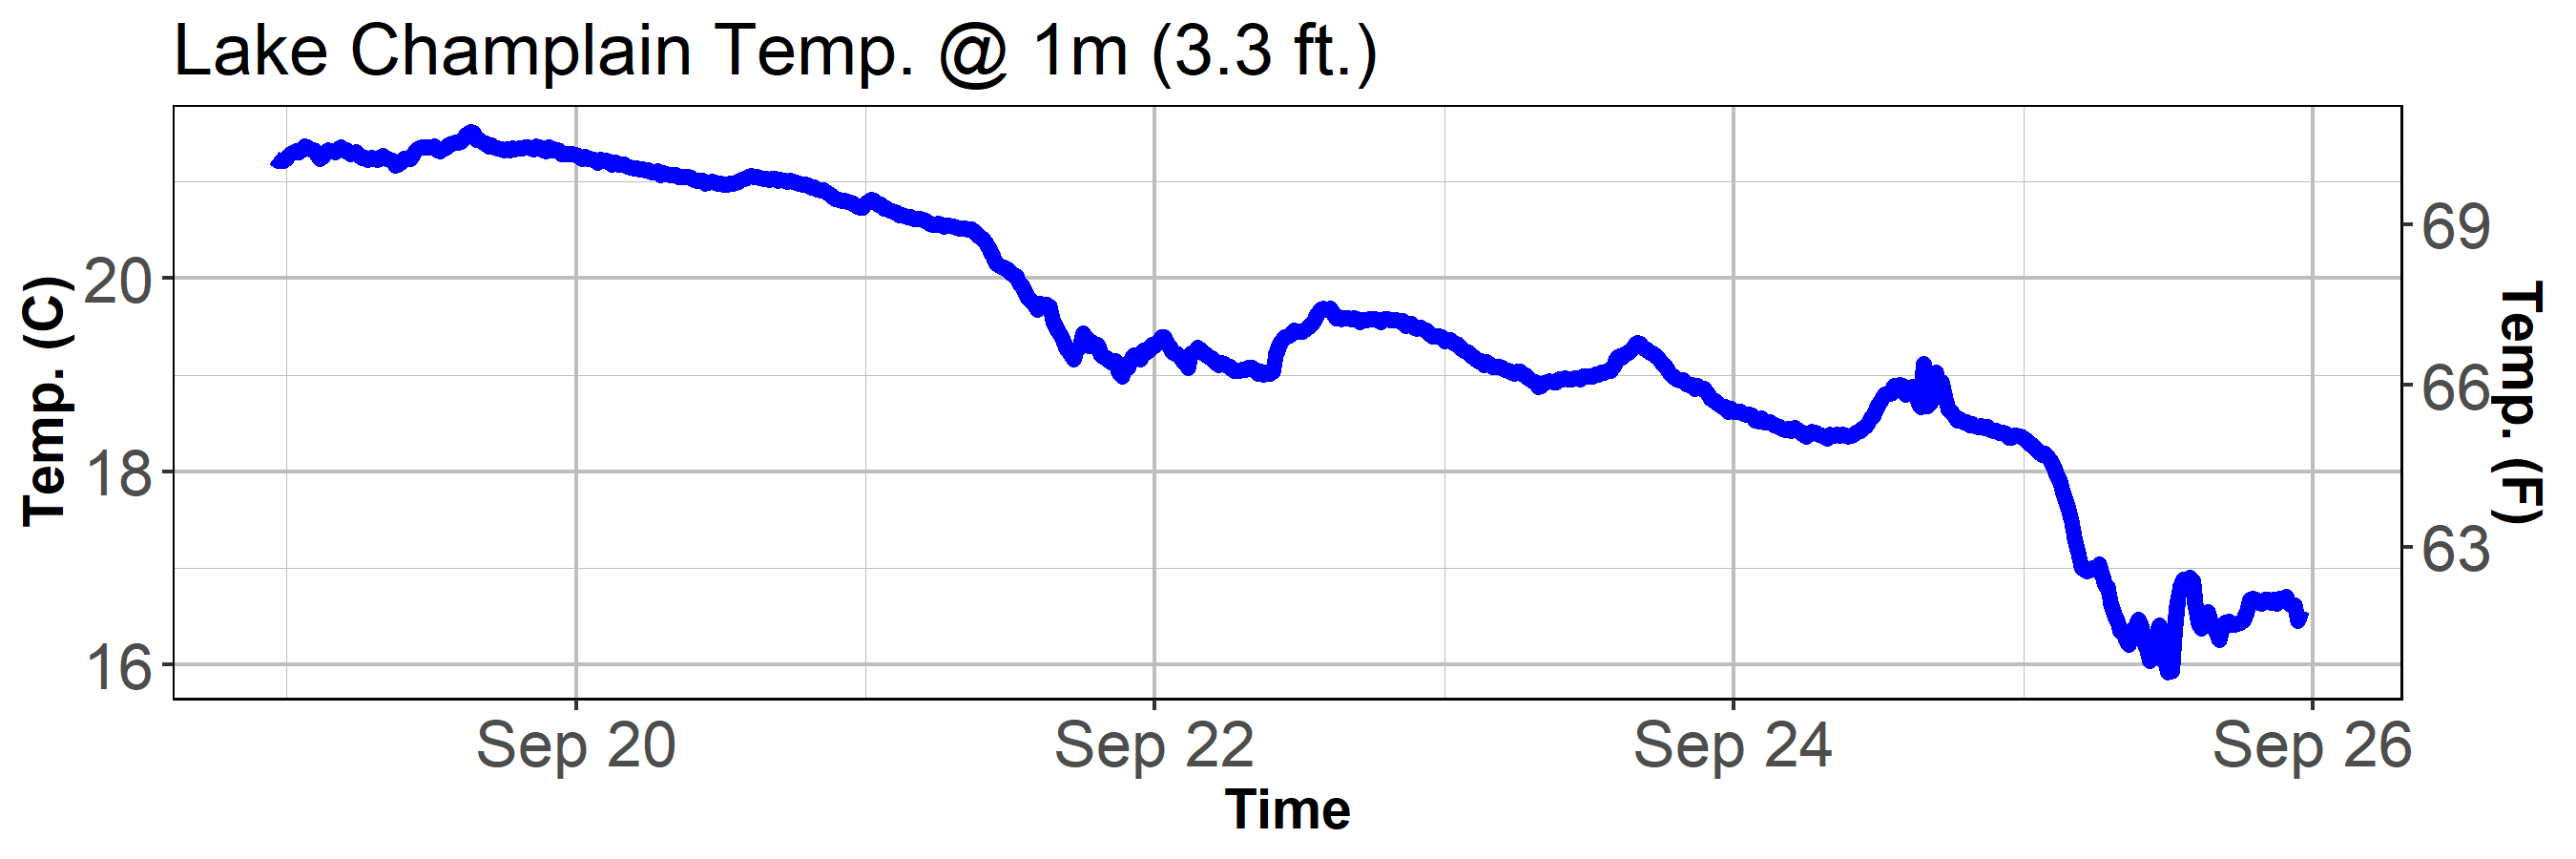 Lake Champlain Temp. @ 1m (3.3 ft.)
Temp. (C)
20
18
16
69
66
63
Temp. (F)
Sep 20
Sep 22
Sep 24
Sep 26
Time